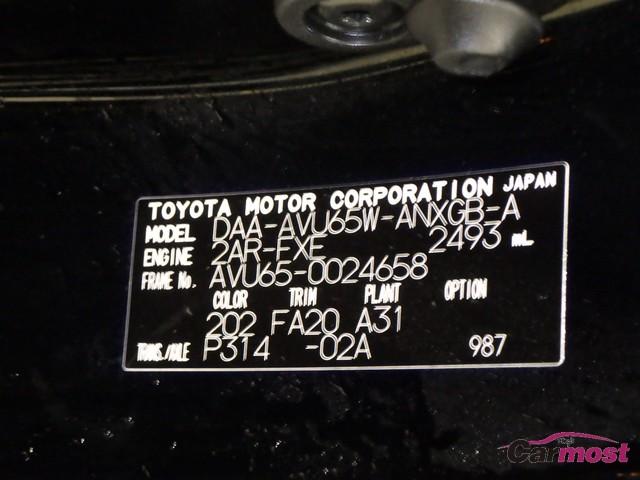 TOYOTA MOTOR CORPORATION JAPAN
MODEL DAA-AVU65W-ANXGB-A
ENGINE 2AR-FXE 2493 mL
FRAME No. AVU65-0024658
COLOR TRIM PLANT OPTION
202 FA20 A31
TRANS./AXLE P314 -02A 987
Carmost